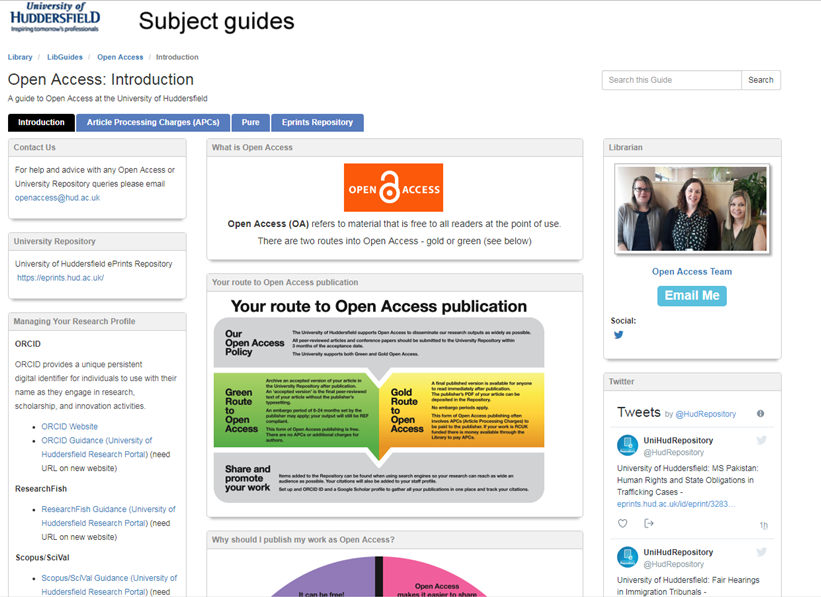 University of
HUDDERSFIELD
Inspiring tomorrow's professionals
Subject guides
Library / LibGuides / Open Access / Introduction
Open Access: Introduction
A guide to Open Access at the University of Huddersfield
Search this Guide Search
Introduction Article Processing Charges (APCs) Pure Eprints Repository
Contact Us
For help and advice with any Open Access or
University Repository queries please email
openaccess@hud.ac.uk
University Repository
University of Huddersfield ePrints Repository
https://eprints.hud.ac.uk/
Managing Your Research Profile
ORCID
ORCID provides a unique persistent
digital identifier for individuals to use with their
name as they engage in research,
scholarship, and innovation activities.
ORCID Website
ORCID Guidance (University of
Huddersfield Research Portal) (need
URL on new website)
ResearchFish
ResearchFish Guidance (University of
Huddersfield Research Portal) (need
URL on new website)
Scopus/SciVal
Scopus/SciVal Guidance (University of
Huddersfield Research Portal) (need
What is Open Access
OPEN ACCESS
Open Access (OA) refers to material that is free to all readers at the point of use.
There are two routes into Open Access - gold or green (see below)
Your route to Open Access publication
Your route to Open Access publication
Our
Open Access
Policy
The University of Huddersfield supports Open Access to disseminate our research outputs as widely as possible.
All peer-reviewed articles and conference papers should be submitted to the University Repository within
3 months of the acceptance date.
The University supports both Green and Gold Open Access.
Green
Route
to
Open
Access
Archive an accepted version of your article in
the University Repository after publication.
An 'accepted version' is the final peer-reviewed
text of your article without the publisher's
typesetting.
An embargo period of 6-24 months set by the
publisher may apply; your output will still be REF
compliant.
This form of Open Access publishing is free.
There are no APCs or additional charges for
authors.
Gold
Route
to
Open
Access
A final published version is available for anyone
to read immediately after publication.
The publisher's PDF of your article can be
deposited in the Repository.
No embargo periods apply.
This form of Open Access publishing often
involves APCs (Article Processing Charges) to
be paid to the publisher. If your work is RCUK
funded there is money available through the
Library to pay APCs.
Share and
promote
your work
Items added to the Repository can be found when using search engines so your research can reach as wide an
audience as possible. Your citations will also be added to your staff profile.
Set up and ORCID iD and a Google Scholar profile to gather all your publications in one place and track your citations.
Why should I publish my work as Open Access?
It can be free!
Open Access
makes it easier to share
Librarian
Open Access Team
Email Me
Social:
Twitter
Tweets by @HudRepository
UniHudRepository
@HudRepository
University of Huddersfield: MS Pakistan:
Human Rights and State Obligations in
Trafficking Cases -
eprints.hud.ac.uk/id/eprint/3283…
1h
UniHudRepository
@HudRepository
University of Huddersfield: Fair Hearings
in Immigration Tribunals -